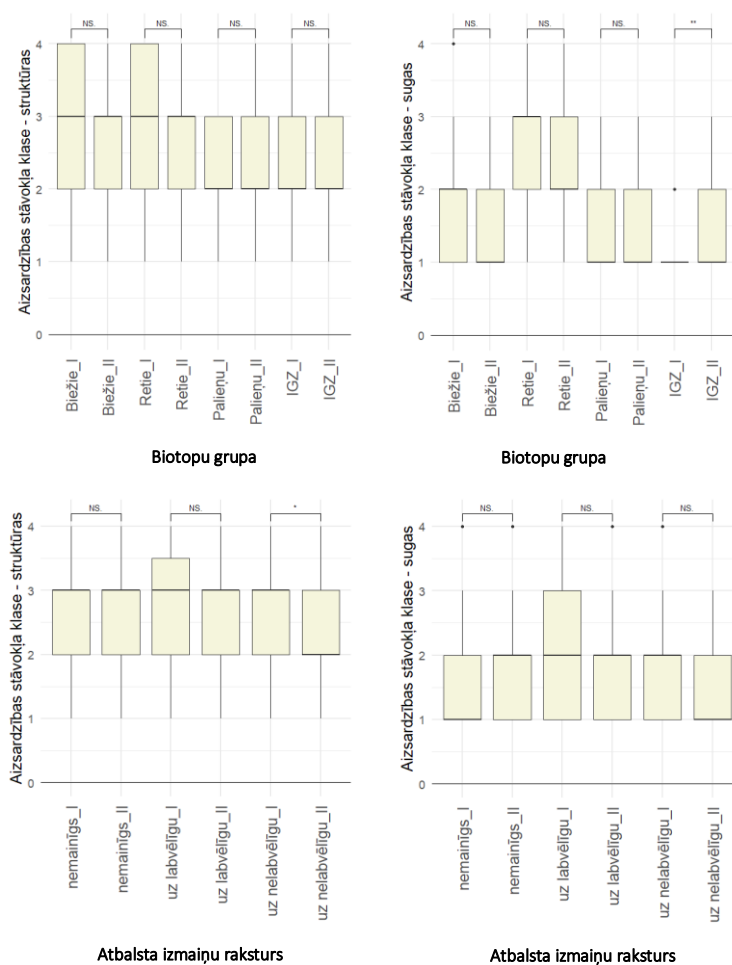 Aizsardzības stāvokļa klase - struktūras
4
3
2
1
0
NS.
NS.
NS.
NS.
Biežie_I
Biežie_II
Retie_I
Retie_II
Palieņu_I
Palieņu_II
IGZ_I
IGZ_II
Biotopu grupa
Aizsardzības stāvokļa klase - sugas
4
3
2
1
0
NS.
NS.
NS.
**
Biežie_I
Biežie_II
Retie_I
Retie_II
Palieņu_I
Palieņu_II
IGZ_I
IGZ_II
Biotopu grupa
Aizsardzības stāvokļa klase - struktūras
4
3
2
1
0
NS.
NS.
*
nemainīgs_I
nemainīgs_II
uz labvēlīgu_I
uz labvēlīgu_II
uz nelabvēlīgu_I
uz nelabvēlīgu_II
Atbalsta izmaiņu raksturs
Aizsardzības stāvokļa klase - sugas
4
3
2
1
0
NS.
NS.
NS.
nemainīgs_I
nemainīgs_II
uz labvēlīgu_I
uz labvēlīgu_II
uz nelabvēlīgu_I
uz nelabvēlīgu_II
Atbalsta izmaiņu raksturs